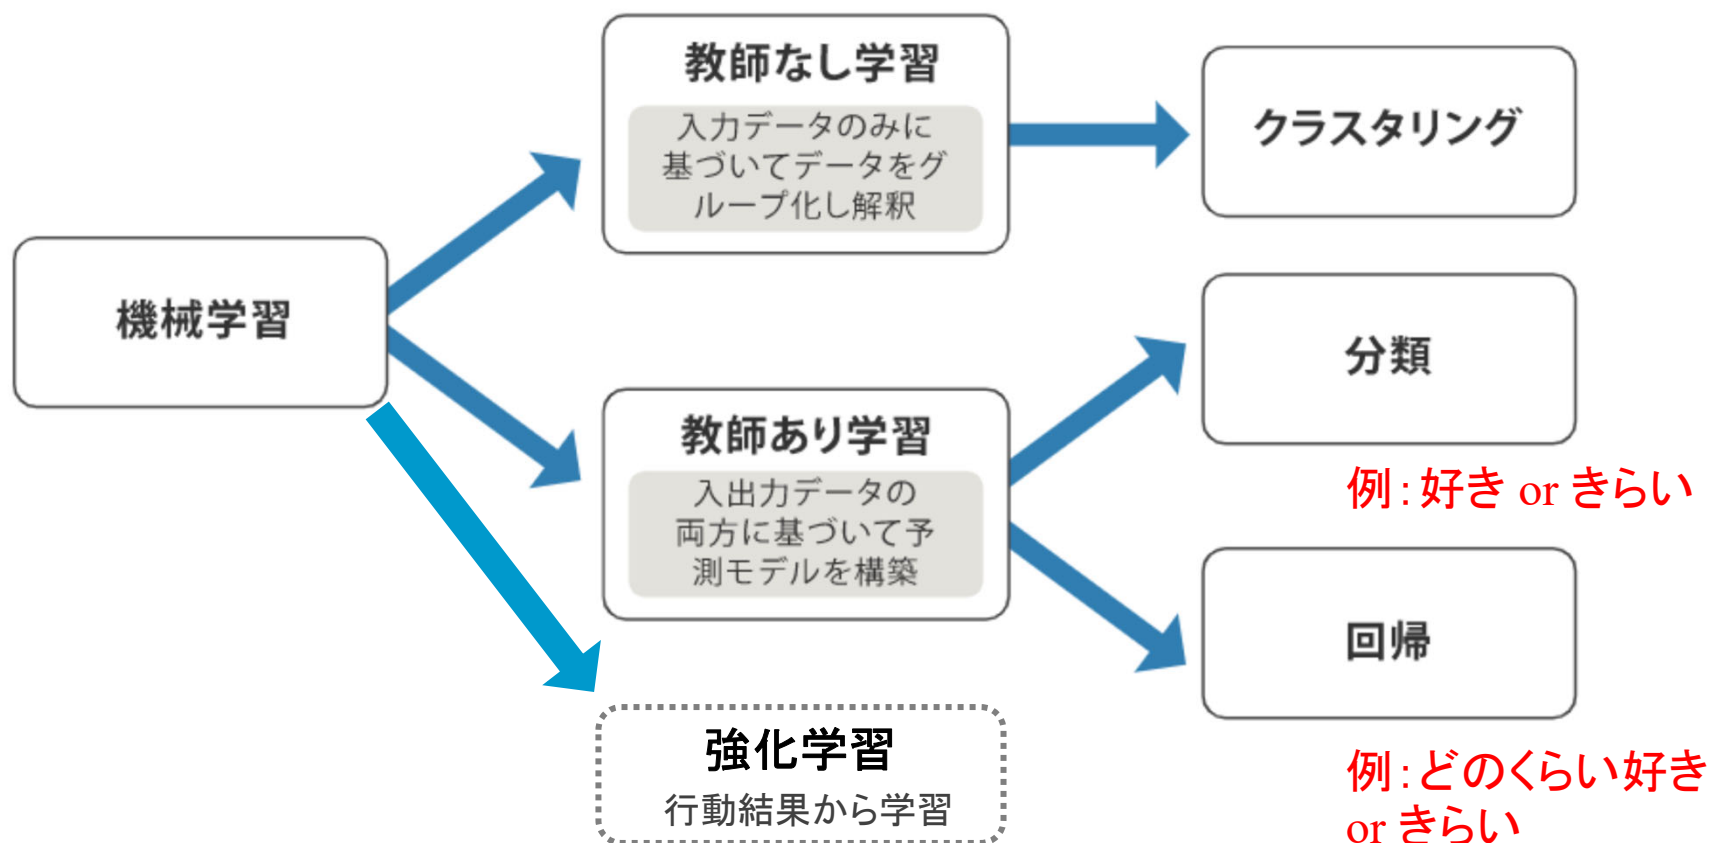 機械学習
教師なし学習
入力データのみに
基づいてデータをグ
ループ化し解釈
クラスタリング
教師あり学習
入出力データの
両方に基づいて予
測モデルを構築
分類
例：好き or きらい
回帰
例：どのくらい好き
or きらい
強化学習
行動結果から学習